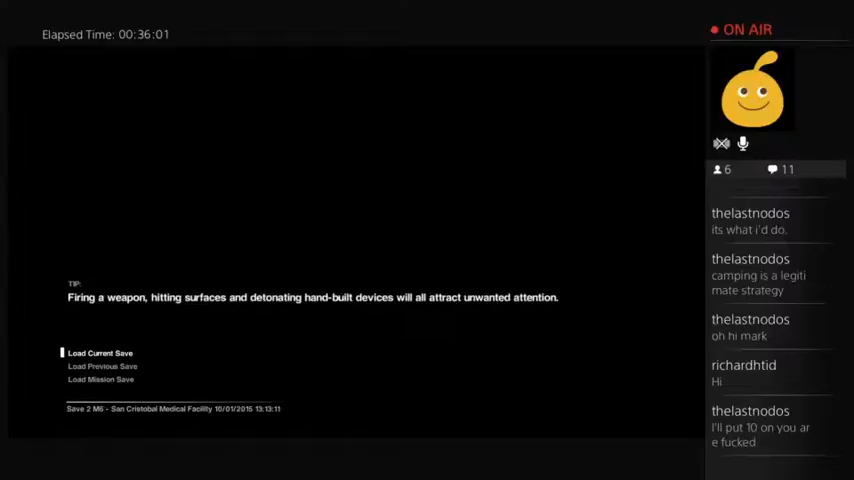 Elapsed Time: 00:36:01
ON AIR
6
11
thelastnodos
its what i'd do.
thelastnodos
camping is a legiti
mate strategy
thelastnodos
oh hi mark
richardhtid
Hi
thelastnodos
I'll put 10 on you ar
e fucked
TIP:
Firing a weapon, hitting surfaces and detonating hand-built devices will all attract unwanted attention.
Load Current Save
Load Previous Save
Load Mission Save
Save 2 M6 - San Cristobal Medical Facility 10/01/2015 13:13:11